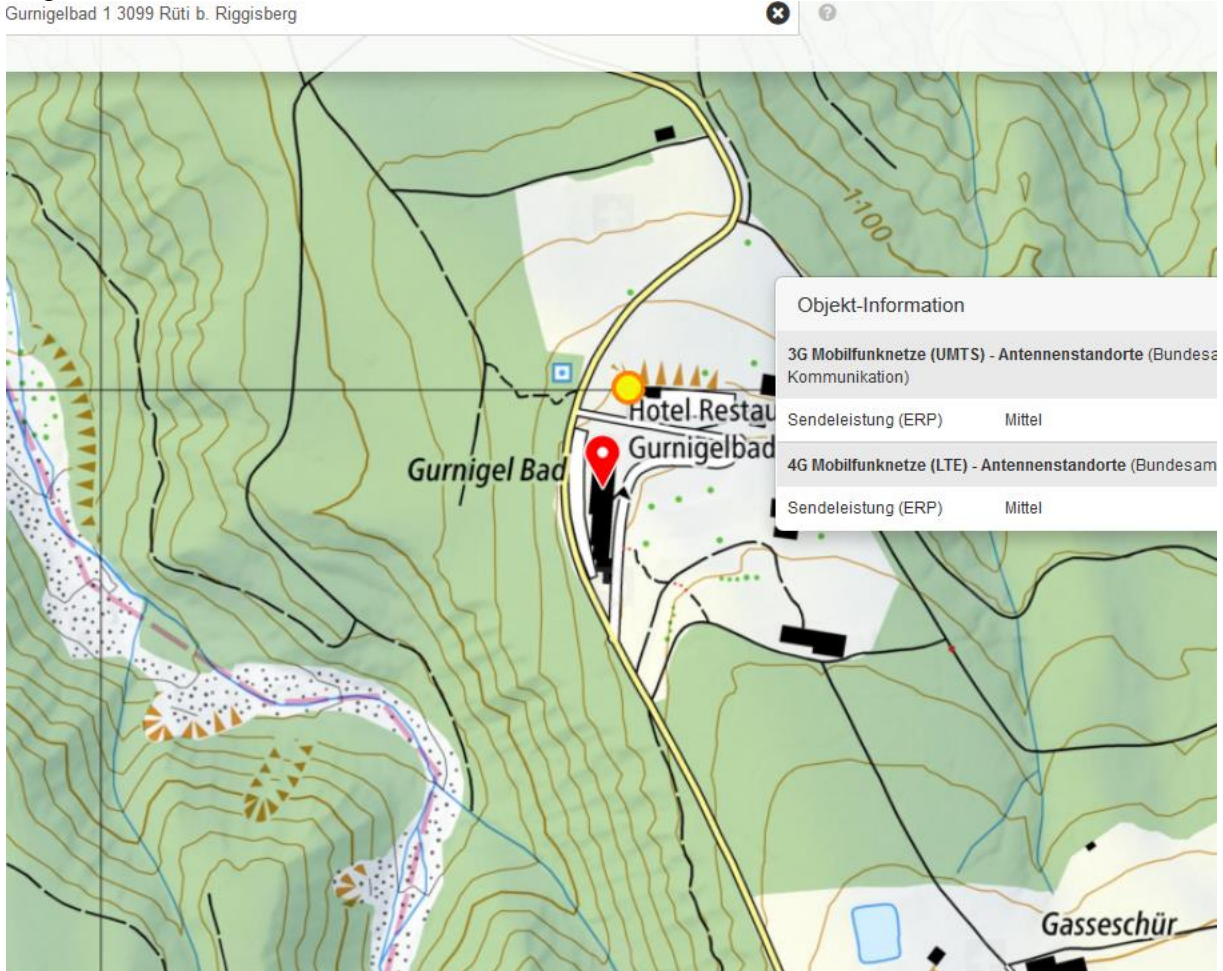 Gurnigelbad 1 3099 Rüti b. Riggisberg
1100
Objekt-Information
3G Mobilfunknetze (UMTS) - Antennenstandorte (Bundesa
Kommunikation)
Sendeleistung (ERP) Mittel
4G Mobilfunknetze (LTE) - Antennenstandorte (Bundesam
Sendeleistung (ERP) Mittel
Hotel Restau
Gurnigelbad
Gurnigel Bad
Gasseschür